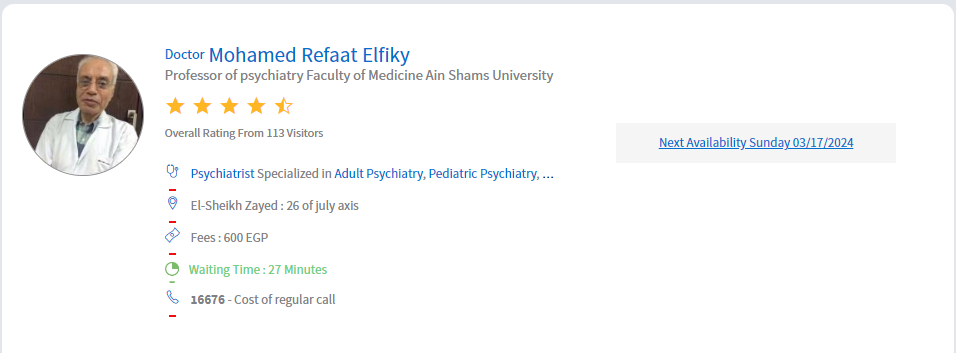 Doctor Mohamed Refaat Elfiky
Professor of psychiatry Faculty of Medicine Ain Shams University
Overall Rating From 113 Visitors
Next Availability Sunday 03/17/2024
Psychiatrist Specialized in Adult Psychiatry, Pediatric Psychiatry, ...
El-Sheikh Zayed : 26 of july axis
Fees : 600 EGP
Waiting Time : 27 Minutes
16676 - Cost of regular call